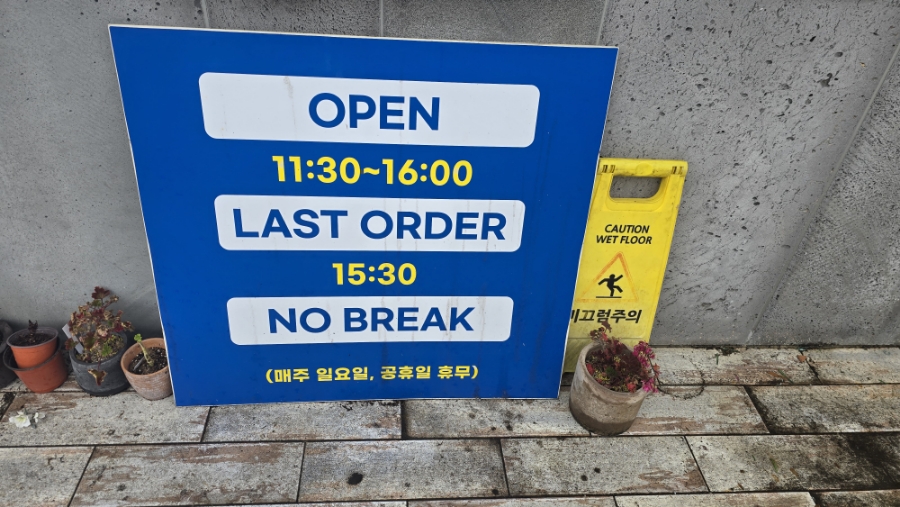 OPEN
11:30~16:00
LAST ORDER
15:30
NO BREAK
(매주 일요일, 공휴일 휴무)
CAUTION
WET FLOOR
미끄럼주의